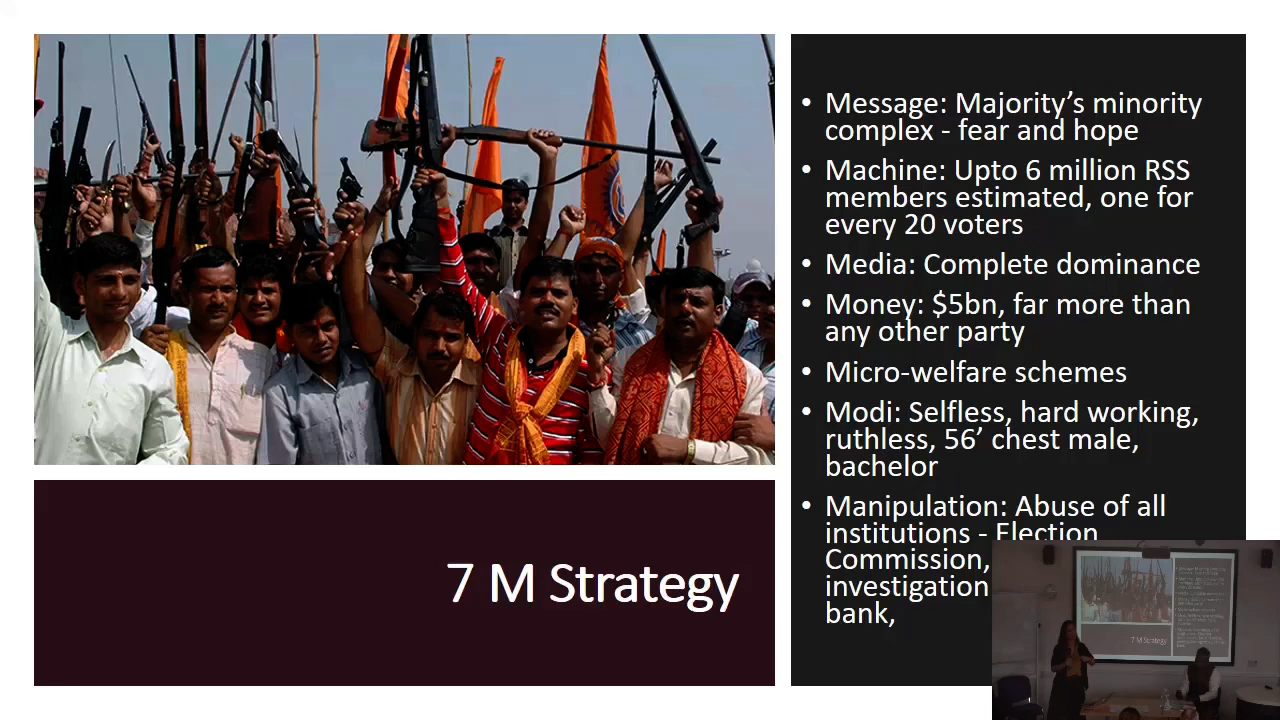 • Message: Majority’s minority
complex - fear and hope
• Machine: Upto 6 million RSS
members estimated, one for
every 20 voters
• Media: Complete dominance
• Money: $5bn, far more than
any other party
• Micro-welfare schemes
• Modi: Selfless, hard working,
ruthless, 56’ chest male,
bachelor
• Manipulation: Abuse of all
institutions - Election
Commission,
investigation
bank,
7 M Strategy
7 M Strategy